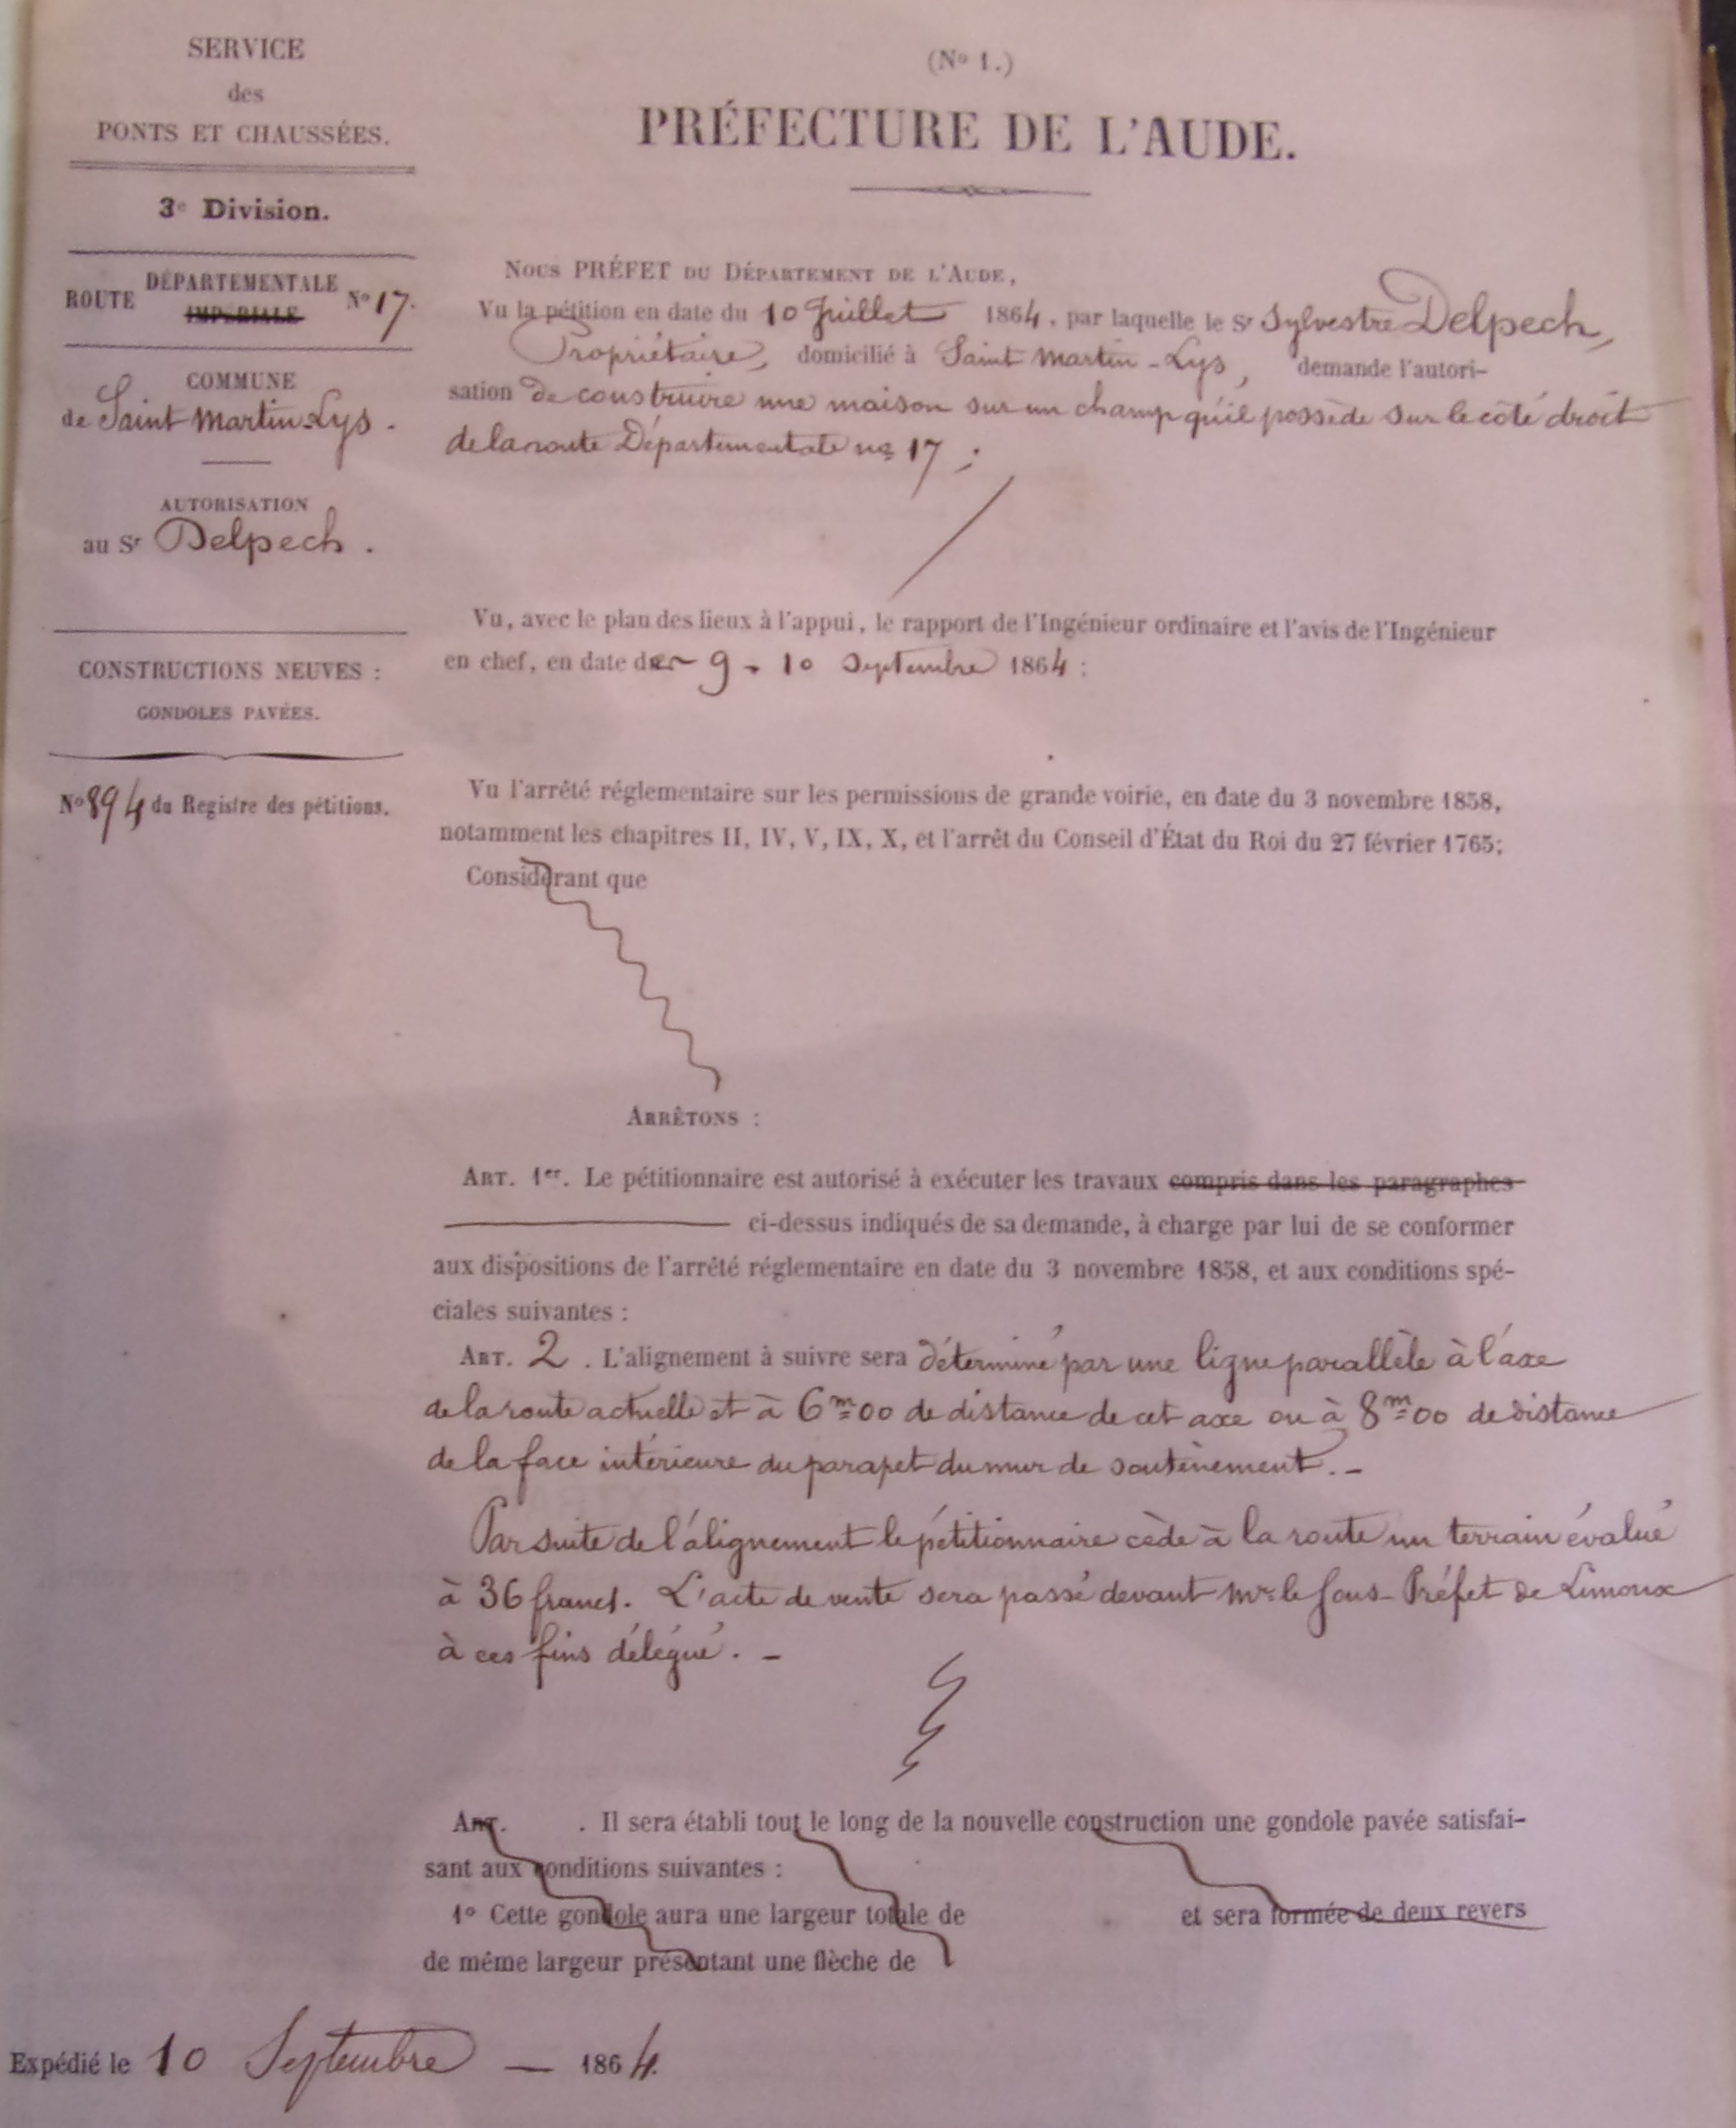 SERVICE
des
PONTS ET CHAUSSÉES.
3e Division.
ROUTE DÉPARTEMENTALE No 17.
IMPÉRIALE
COMMUNE
de Saint Martin-Lys.
AUTORISATION
au Sr Delpech.
CONSTRUCTIONS NEUVES :
GONDOLES PAVÉES.
No 894 du Registre des pétitions.
(No 1.)
PRÉFECTURE DE L'AUDE.
NOUS PRÉFET DU DÉPARTEMENT DE L'AUDE,
Vu la pétition en date du 10 Juillet 1864, par laquelle le Sr Sylvestre Delpech,
Propriétaire, domicilié à Saint Martin-Lys, demande l'autori-
sation de construire une maison sur un champ qu'il possède sur le côté droit
de la route Départementale no 17 ;
Vu, avec le plan des lieux à l'appui, le rapport de l'Ingénieur ordinaire et l'avis de l'Ingénieur
en chef, en date des 9 - 10 Septembre 1864 :
Vu l'arrêté réglementaire sur les permissions de grande voirie, en date du 3 novembre 1858,
notamment les chapitres II, IV, V, IX, X, et l'arrêt du Conseil d'État du Roi du 27 février 1765;
Considérant que
ARRÊTONS :
ART. 1er. Le pétitionnaire est autorisé à exécuter les travaux compris dans les paragraphes
ci-dessus indiqués de sa demande, à charge par lui de se conformer
aux dispositions de l'arrêté réglementaire en date du 3 novembre 1858, et aux conditions spé-
ciales suivantes :
ART. 2. L'alignement à suivre sera déterminé par une ligne parallèle à l'axe
de la route actuelle et à 6m00 de distance de cet axe ou à 8m00 de distance
de la face intérieure du parapet du mur de soutènement. -
Par suite de l'alignement le pétitionnaire cède à la route un terrain évalué
à 36 francs. L'acte de vente sera passé devant Mr le Sous-Préfet de Limoux
à ces fins délégué. -
ART. . Il sera établi tout le long de la nouvelle construction une gondole pavée satisfai-
sant aux conditions suivantes :
1o Cette gondole aura une largeur totale de et sera formée de deux revers
de même largeur présentant une flèche de
Expédié le 10 Septembre — 1864.